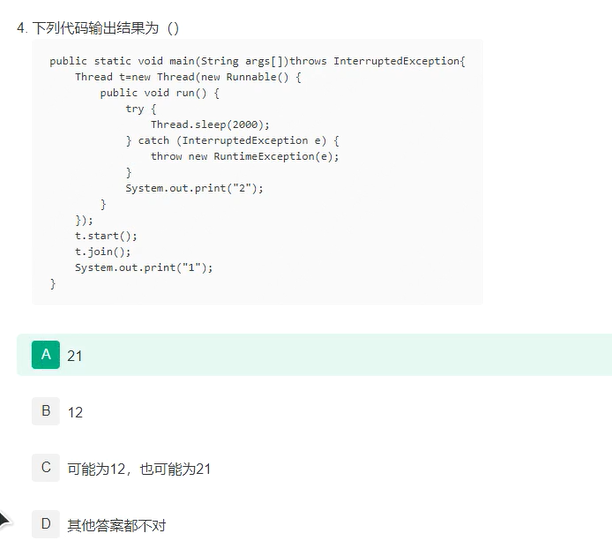 4. 下列代码输出结果为（）
public static void main(String args[])throws InterruptedException{
    Thread t=new Thread(new Runnable() {
        public void run() {
            try {
                Thread.sleep(2000);
            } catch (InterruptedException e) {
                throw new RuntimeException(e);
            }
            System.out.print("2");
        }
    });
    t.start();
    t.join();
    System.out.print("1");
}
A 21
B 12
C 可能为12，也可能为21
D 其他答案都不对